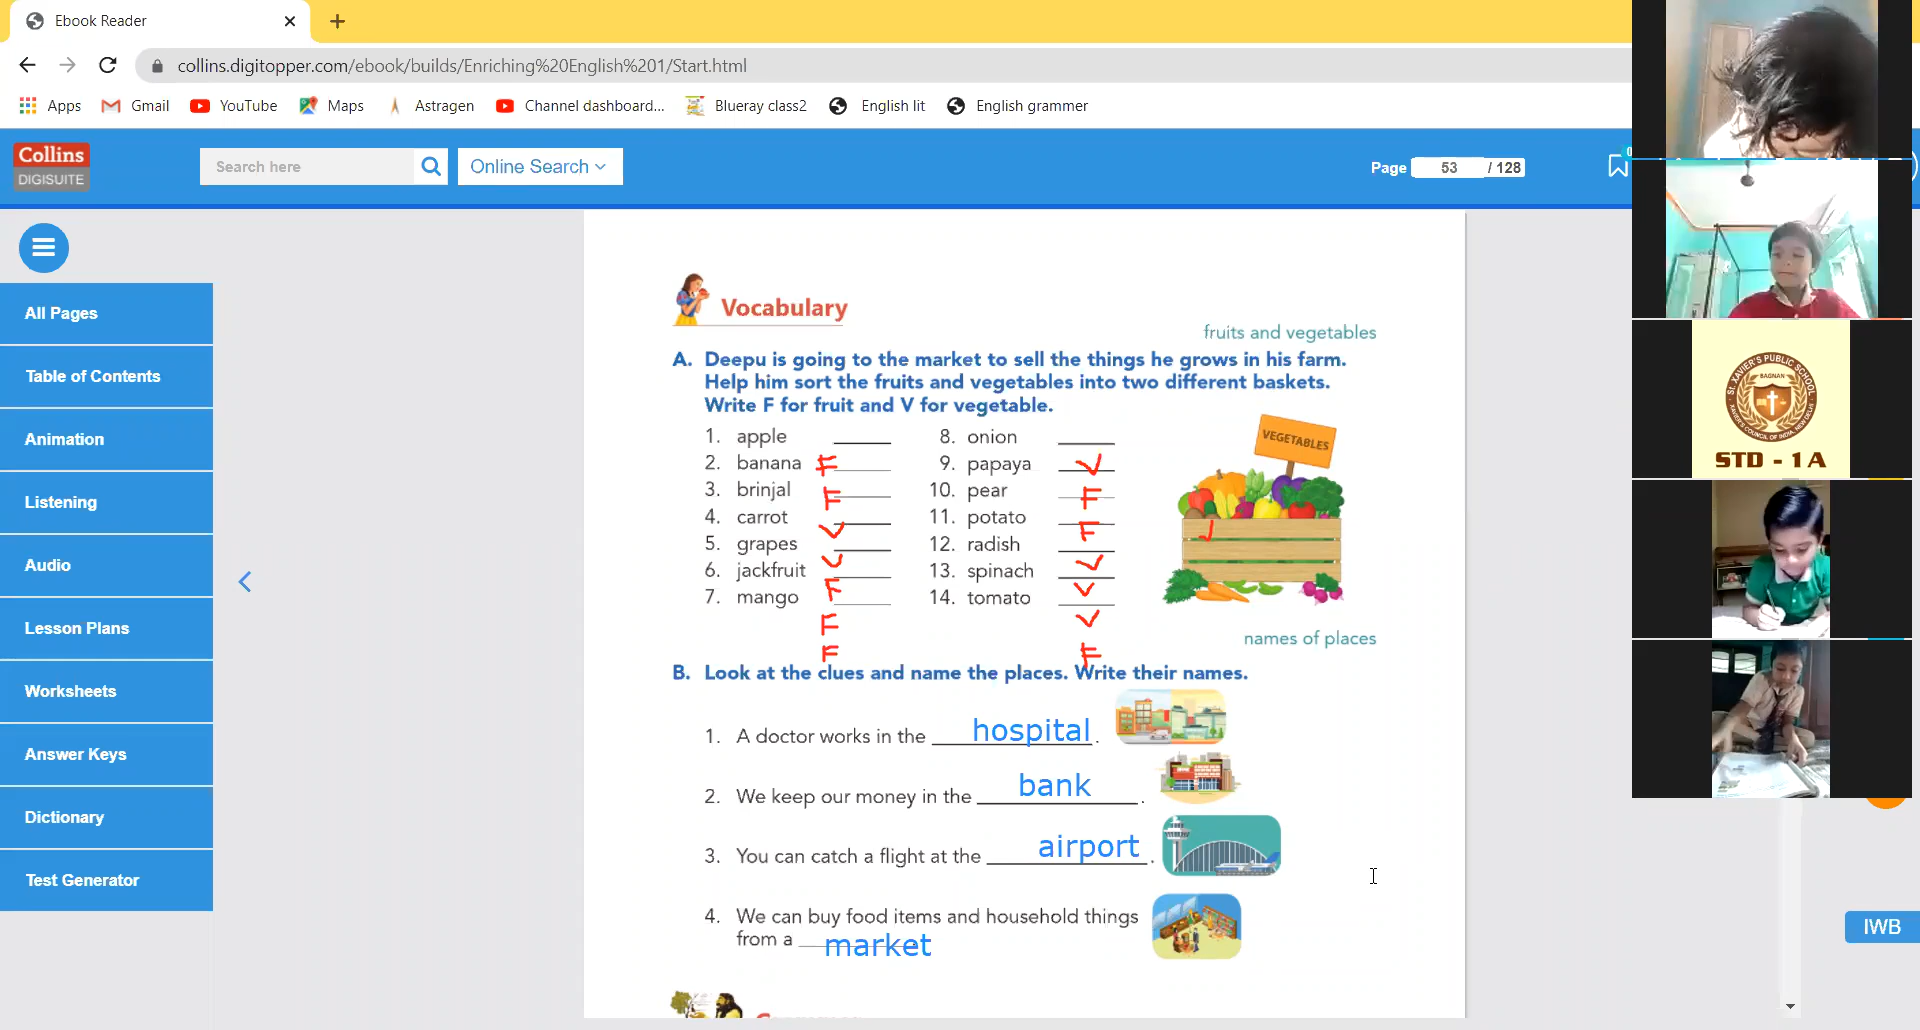 Ebook Reader
collins.digitopper.com/ebook/builds/Enriching%20English%201/Start.html
Apps Gmail YouTube Maps Astragen Channel dashboard... Blueray class2 English lit English grammer
Collins
DIGISUITE
Search here
Online Search
Page 53 / 128
All Pages
Table of Contents
Animation
Listening
Audio
Lesson Plans
Worksheets
Answer Keys
Dictionary
Test Generator
Vocabulary
fruits and vegetables
A. Deepu is going to the market to sell the things he grows in his farm.
Help him sort the fruits and vegetables into two different baskets.
Write F for fruit and V for vegetable.
1. apple
2. banana F
3. brinjal F
4. carrot V
5. grapes V
6. jackfruit F
7. mango F
F
8. onion
9. papaya V
10. pear F
11. potato F
12. radish V
13. spinach V
14. tomato V
F
VEGETABLES
names of places
B. Look at the clues and name the places. Write their names.
1. A doctor works in the hospital.
2. We keep our money in the bank.
3. You can catch a flight at the airport.
4. We can buy food items and household things
from a market
ST. XAVIER'S PUBLIC SCHOOL
BAGNAN
STD - 1 A
IWB